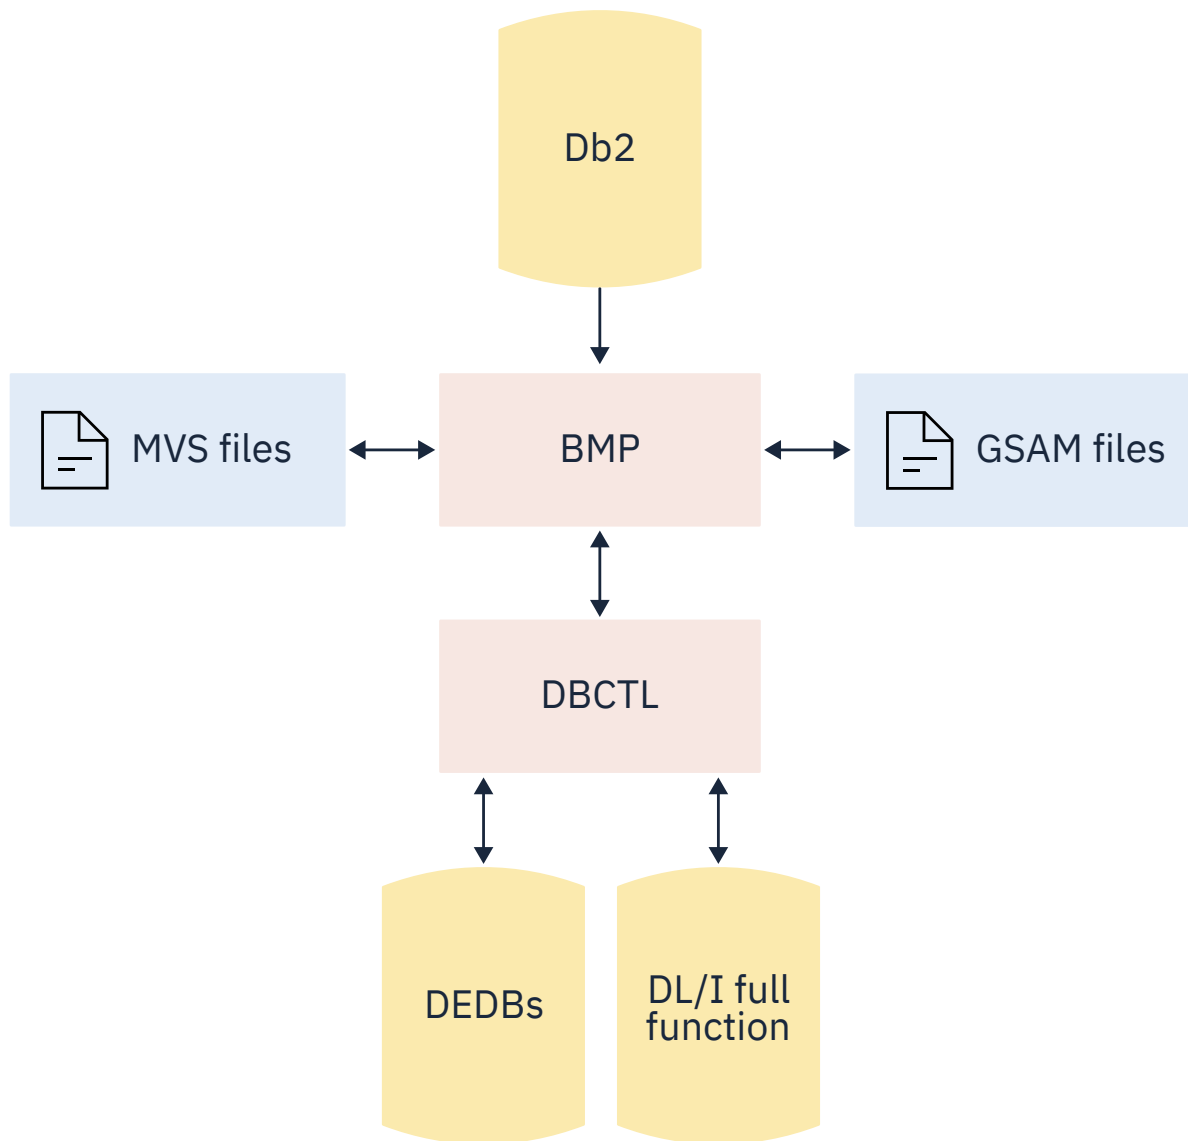 Db2
MVS files
BMP
GSAM files
DBCTL
DEDBs
DL/I full
function